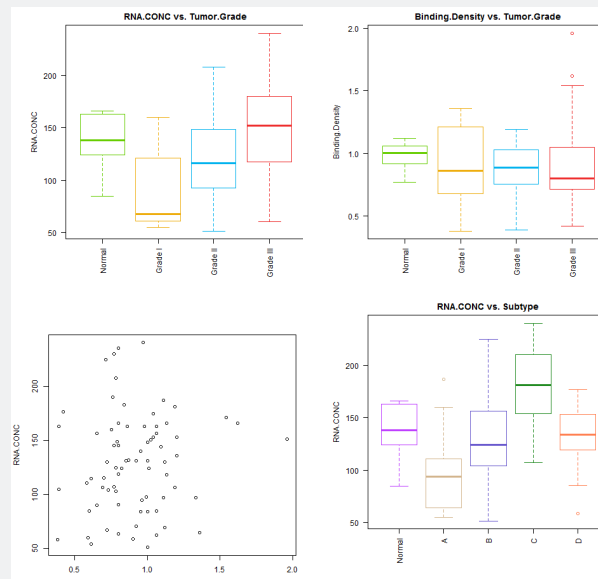 RNA.CONC vs. Tumor.Grade
RNA.CONC
200
150
100
50
Normal
Grade I
Grade II
Grade III
Binding.Density vs. Tumor.Grade
Binding.Density
2.0
1.5
1.0
0.5
Normal
Grade I
Grade II
Grade III
RNA.CONC
200
150
100
50
0.5
1.0
1.5
2.0
RNA.CONC vs. Subtype
RNA.CONC
200
150
100
50
Normal
A
B
C
D